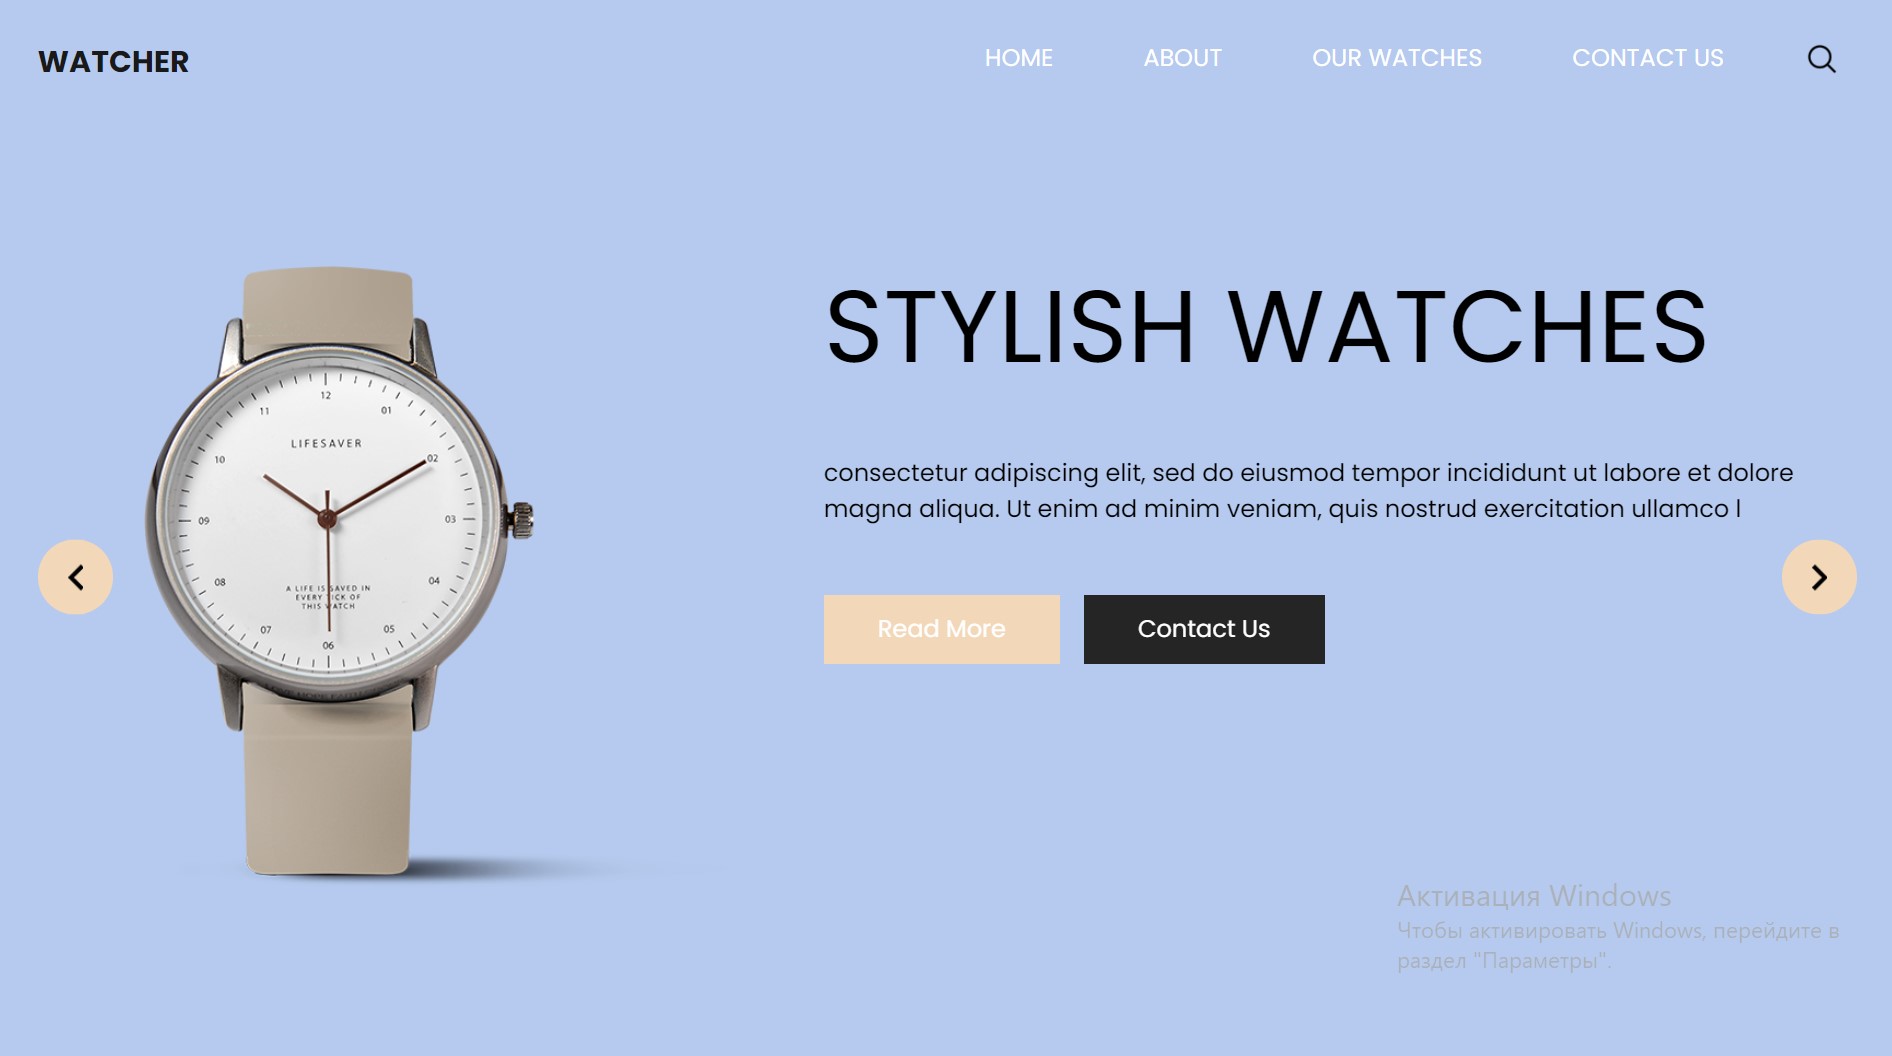 WATCHER
HOME
ABOUT
OUR WATCHES
CONTACT US
STYLISH WATCHES
consectetur adipiscing elit, sed do eiusmod tempor incididunt ut labore et dolore
magna aliqua. Ut enim ad minim veniam, quis nostrud exercitation ullamco l
Read More
Contact Us
12
01
02
03
04
05
06
07
08
09
10
11
LIFESAVER
A LIFE IS SAVED IN
EVERY TICK OF
THIS WATCH
Активация Windows
Чтобы активировать Windows, перейдите в
раздел "Параметры".